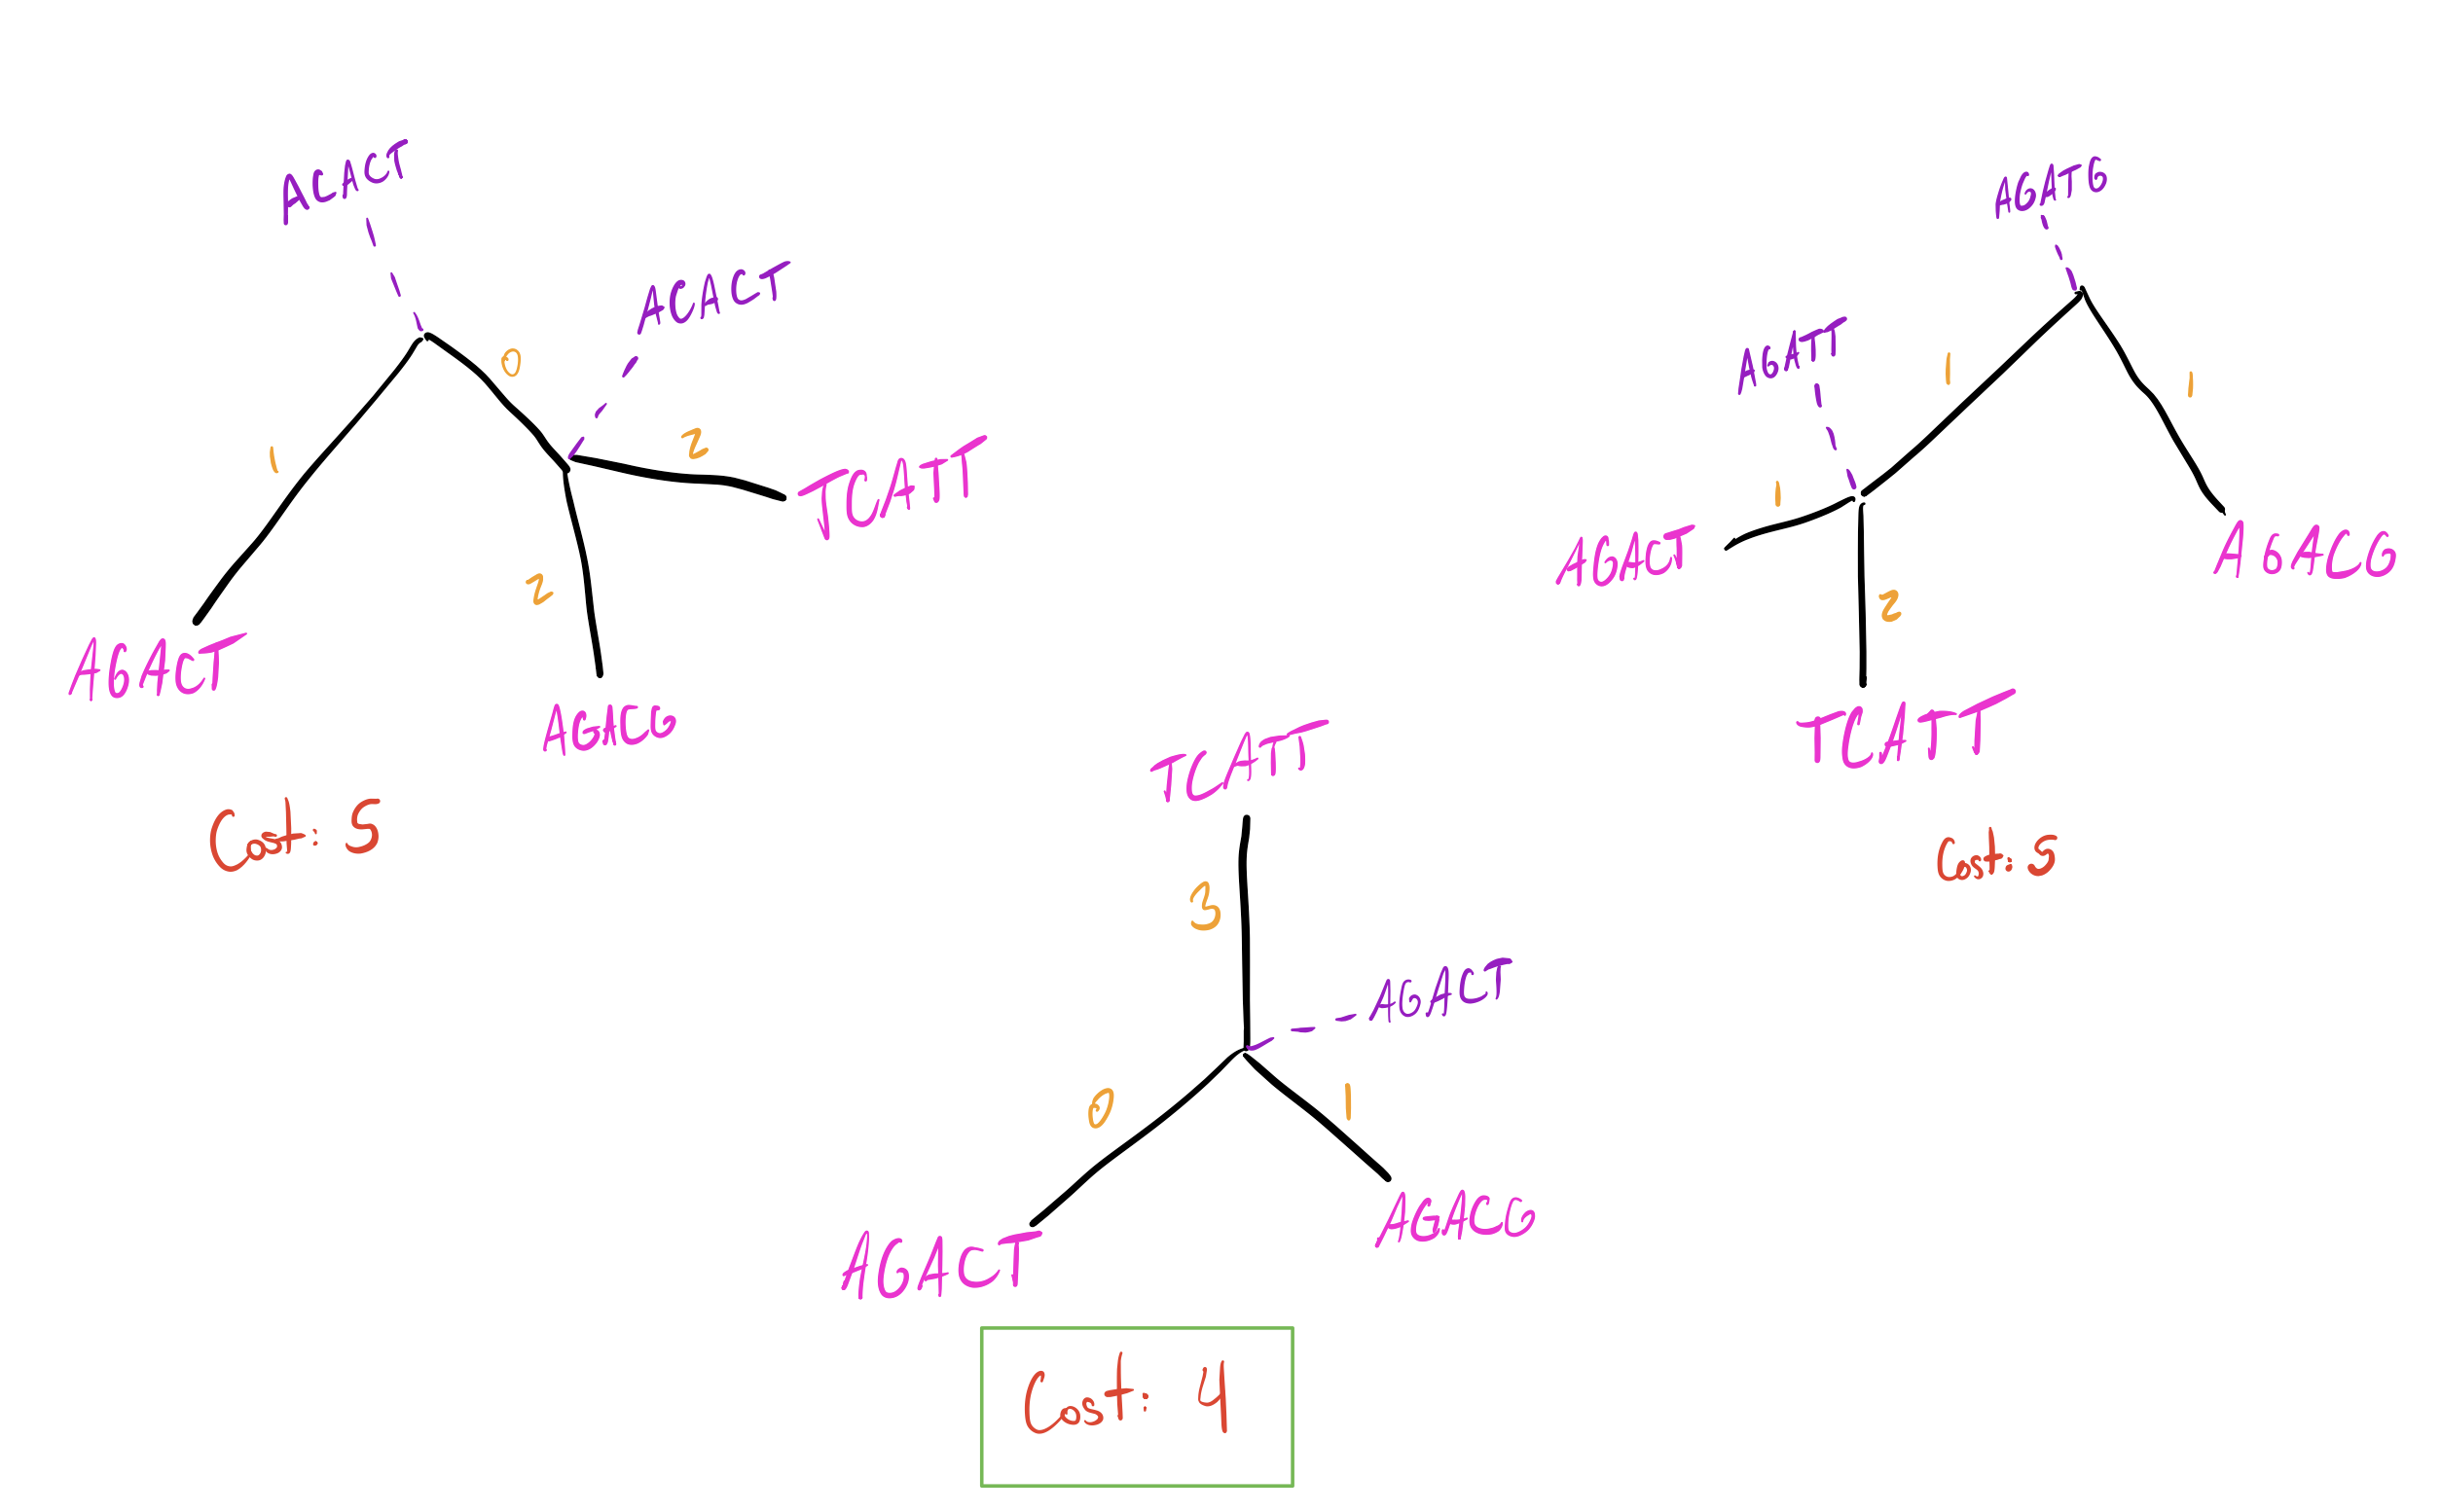 ACACT
0
ACACT
1
2
TCATT
2
AGACT
AGACG
Cost: 5
AGATG
AGATT
1
1
1
AGACT
AGACG
2
TCATT
Cost: 5
TCATT
3
AGACT
0
1
AGACT
AGACG
Cost: 4